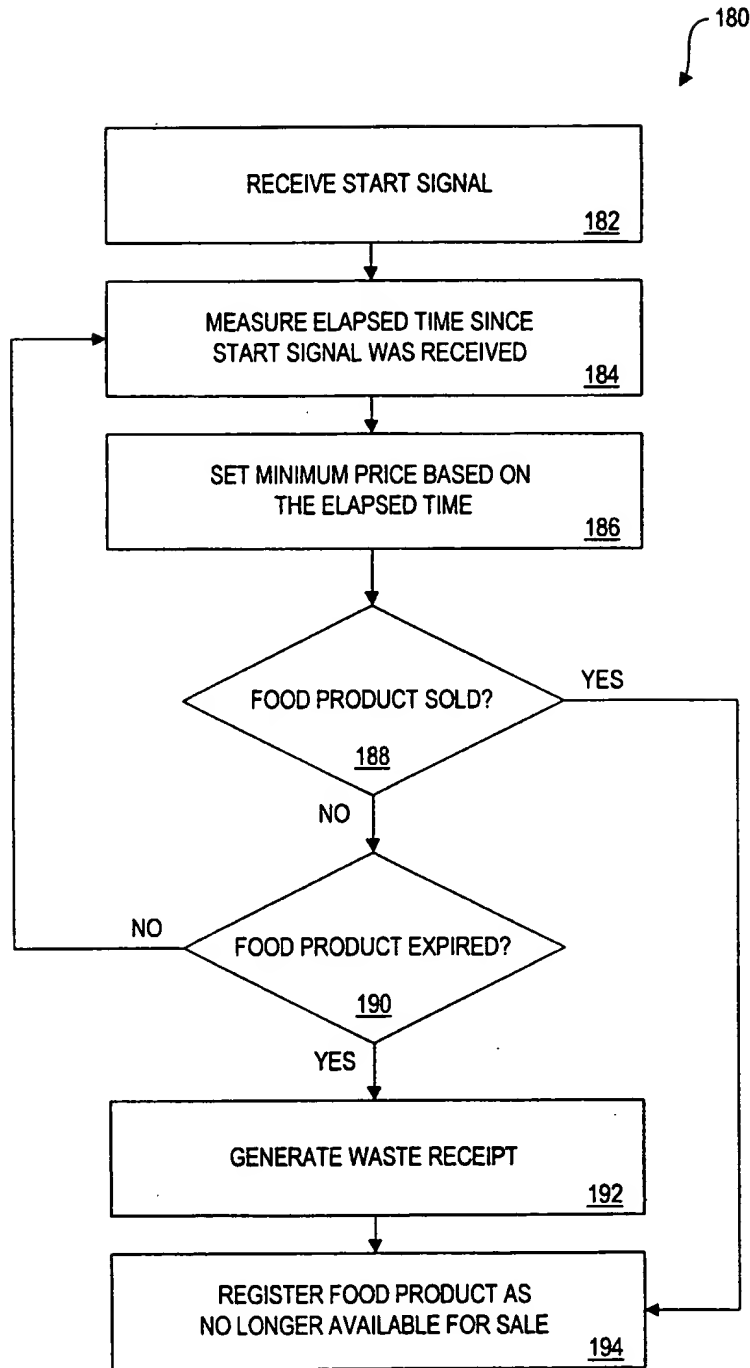 180
RECEIVE START SIGNAL
182
MEASURE ELAPSED TIME SINCE
START SIGNAL WAS RECEIVED
184
SET MINIMUM PRICE BASED ON
THE ELAPSED TIME
186
FOOD PRODUCT SOLD?
YES
188
NO
NO
FOOD PRODUCT EXPIRED?
190
YES
GENERATE WASTE RECEIPT
192
REGISTER FOOD PRODUCT AS
NO LONGER AVAILABLE FOR SALE
194